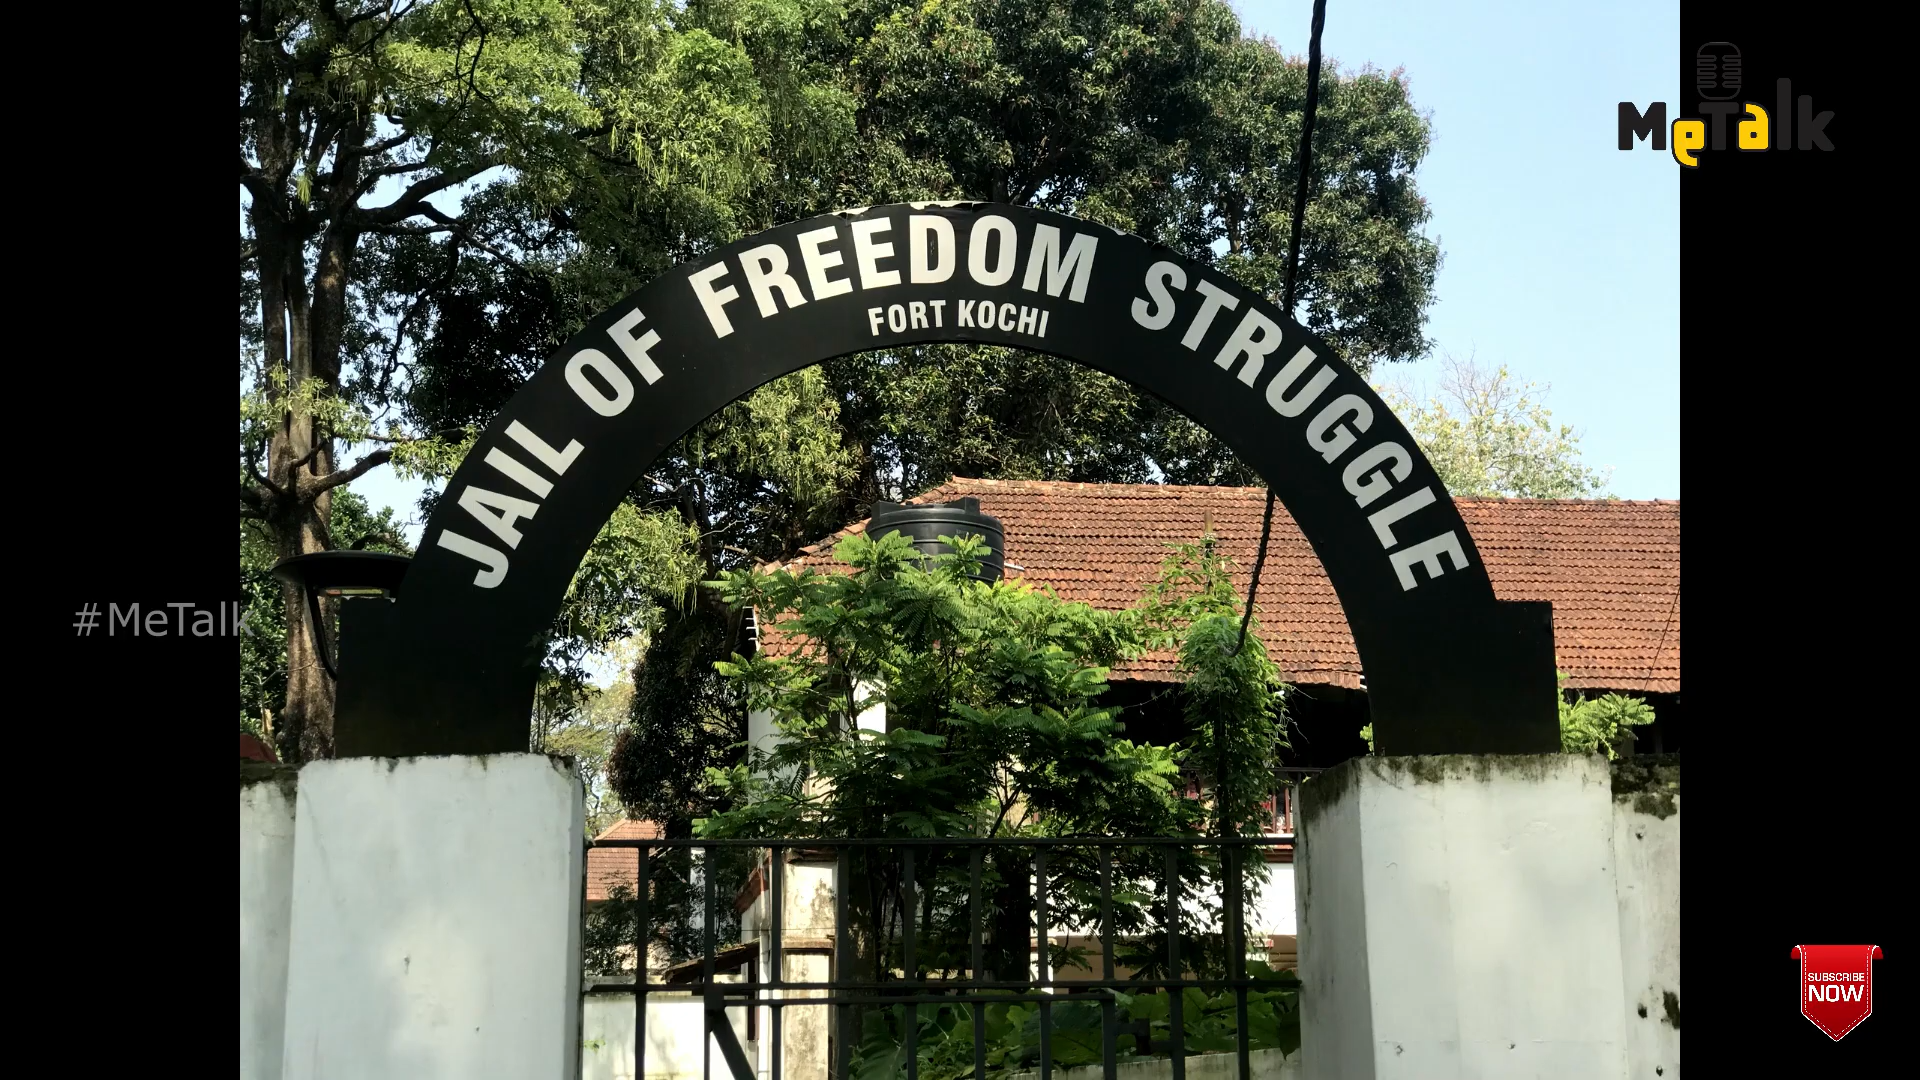 MeTalk
JAIL OF FREEDOM STRUGGLE
FORT KOCHI
#MeTalk
SUBSCRIBE
NOW